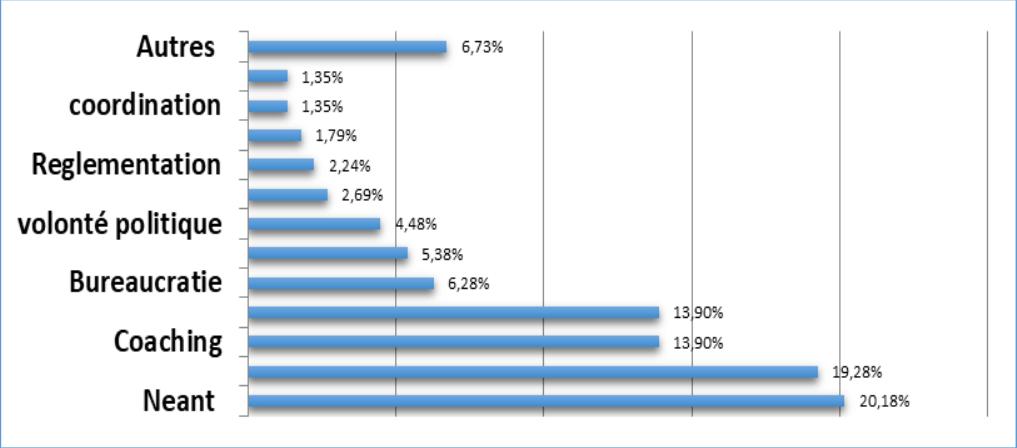 Autres 6,73%
1,35%
coordination 1,35%
1,79%
Reglementation 2,24%
2,69%
volonté politique 4,48%
5,38%
Bureaucratie 6,28%
13,90%
Coaching 13,90%
19,28%
Neant 20,18%